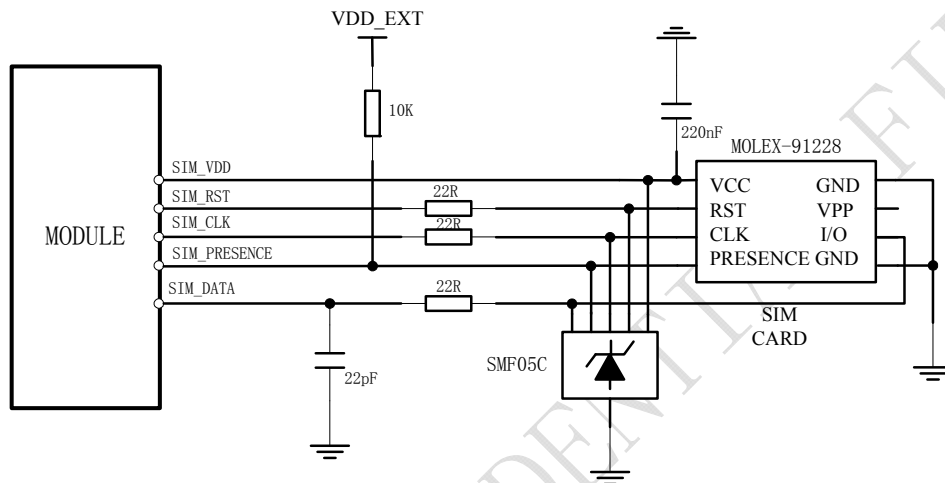 VDD_EXT
10K
220nF
MOLEX-91228
MODULE
SIM_VDD
SIM_RST
SIM_CLK
SIM_PRESENCE
SIM_DATA
22R
22R
22R
VCC GND
RST VPP
CLK I/O
PRESENCE GND
SIM
CARD
SMF05C
22pF